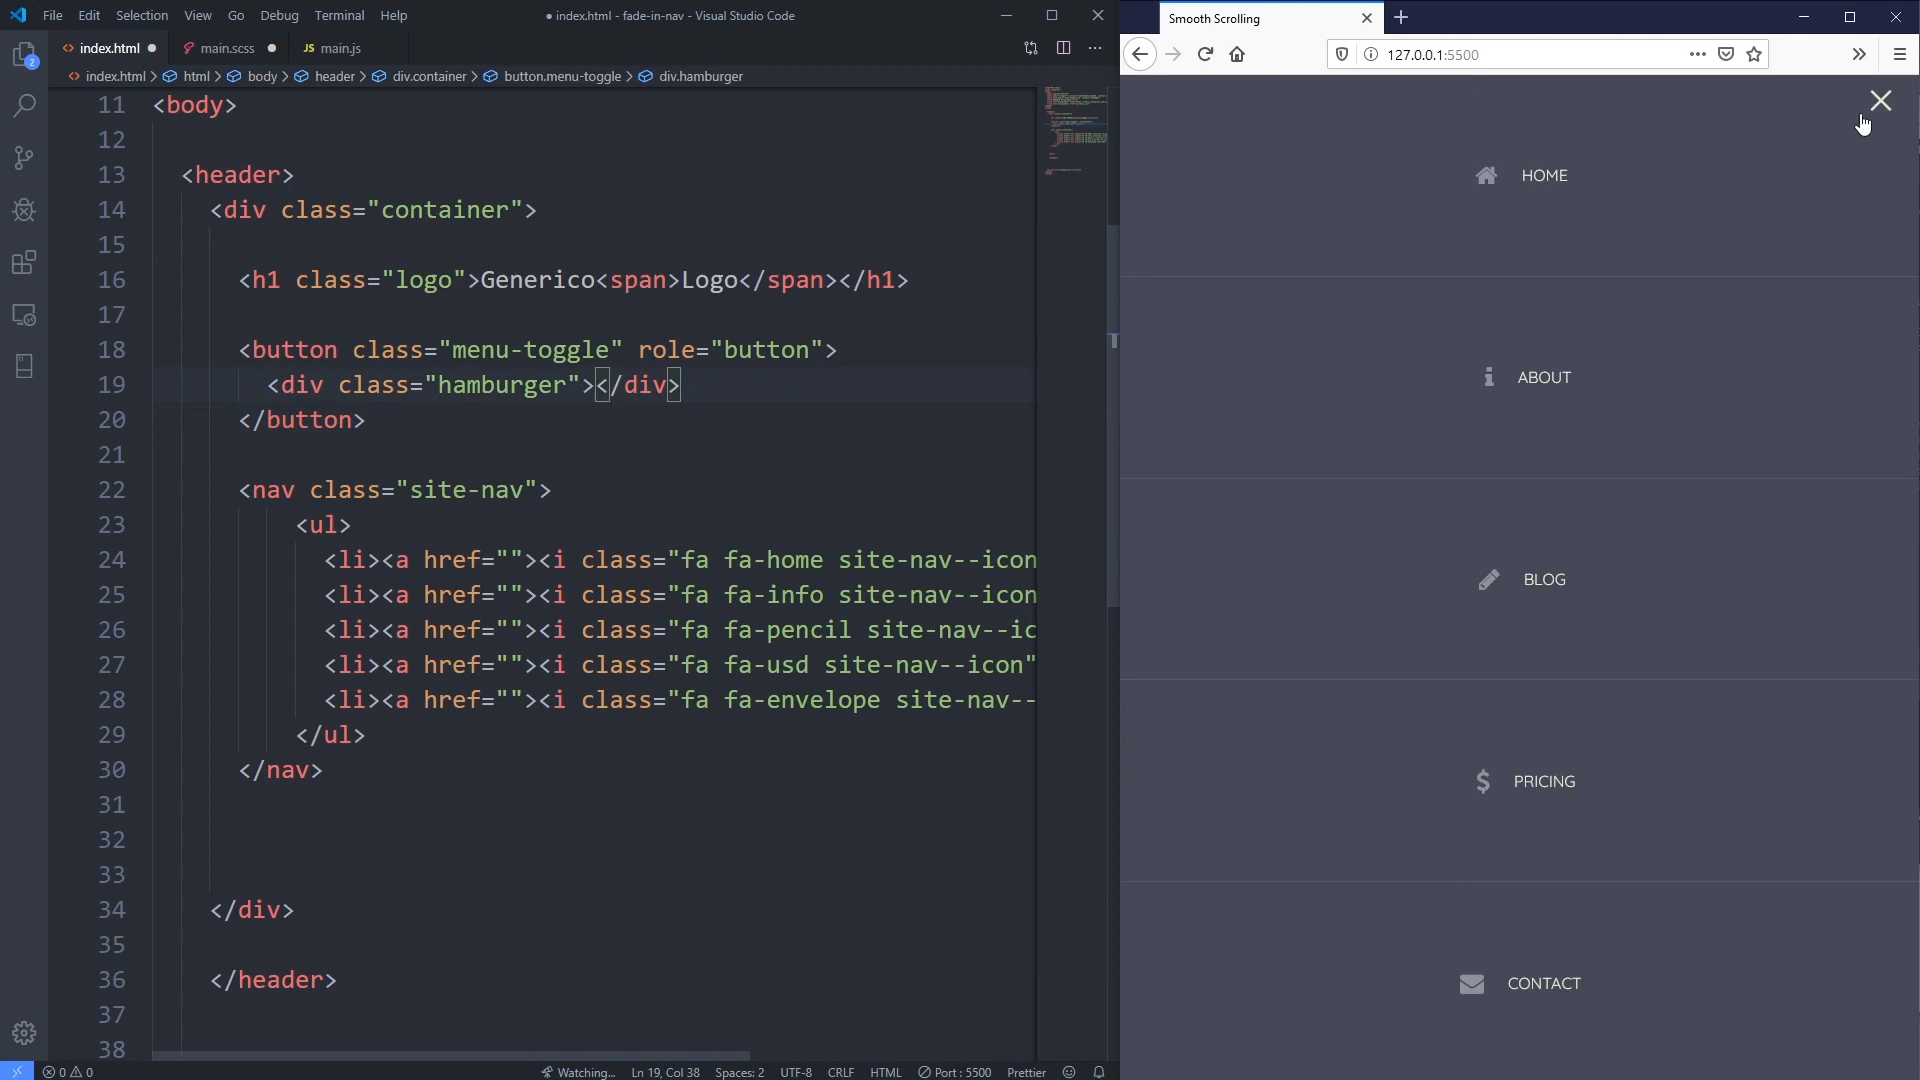 File Edit Selection View Go Debug Terminal Help
● index.html - fade-in-nav - Visual Studio Code
index.html ● main.scss ● JS main.js
index.html > html > body > header > div.container > button.menu-toggle > div.hamburger
11 <body>
12
13 <header>
14 <div class="container">
15
16 <h1 class="logo">Generico<span>Logo</span></h1>
17
18 <button class="menu-toggle" role="button">
19 <div class="hamburger"></div>
20 </button>
21
22 <nav class="site-nav">
23 <ul>
24 <li><a href=""><i class="fa fa-home site-nav--icon
25 <li><a href=""><i class="fa fa-info site-nav--icon
26 <li><a href=""><i class="fa fa-pencil site-nav--ic
27 <li><a href=""><i class="fa fa-usd site-nav--icon"
28 <li><a href=""><i class="fa fa-envelope site-nav--
29 </ul>
30 </nav>
31
32
33
34 </div>
35
36 </header>
37
38
2
0 0 Watching... Ln 19, Col 38 Spaces: 2 UTF-8 CRLF HTML Port : 5500 Prettier
Smooth Scrolling
127.0.0.1:5500
HOME
ABOUT
BLOG
PRICING
CONTACT